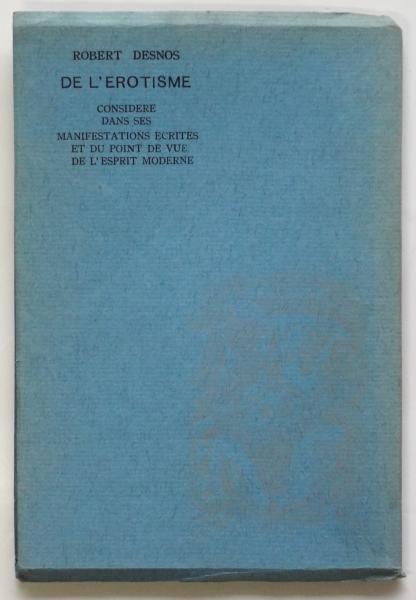 ROBERT DESNOS
DE L'EROTISME
CONSIDERE
DANS SES
MANIFESTATIONS ECRITES
ET DU POINT DE VUE
DE L'ESPRIT MODERNE